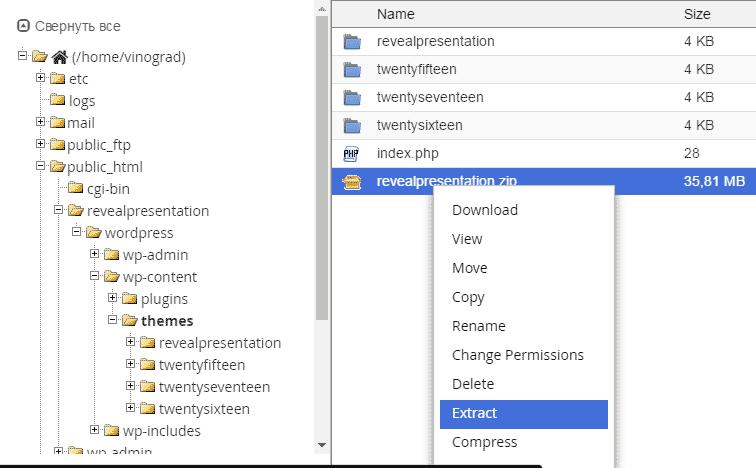 Свернуть все
(/home/vinograd)
etc
logs
mail
public_ftp
public_html
cgi-bin
revealpresentation
wordpress
wp-admin
wp-content
plugins
themes
revealpresentation
twentyfifteen
twentyseventeen
twentysixteen
wp-includes
wp-admin
Name Size
revealpresentation 4 KB
twentyfifteen 4 KB
twentyseventeen 4 KB
twentysixteen 4 KB
PHP index.php 28
revealpresentation.zip 35,81 MB
Download
View
Move
Copy
Rename
Change Permissions
Delete
Extract
Compress